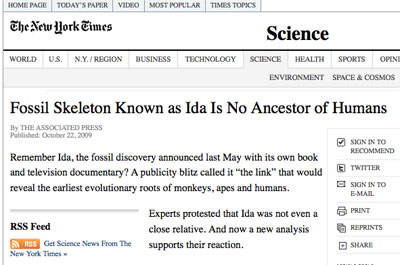 HOME PAGE TODAY'S PAPER VIDEO MOST POPULAR TIMES TOPICS
The New York Times
Science
WORLD U.S. N.Y. / REGION BUSINESS TECHNOLOGY SCIENCE HEALTH SPORTS OPINI
ENVIRONMENT SPACE & COSMOS
Fossil Skeleton Known as Ida Is No Ancestor of Humans
By THE ASSOCIATED PRESS
Published: October 22, 2009
Remember Ida, the fossil discovery announced last May with its own book
and television documentary? A publicity blitz called it “the link” that would
reveal the earliest evolutionary roots of monkeys, apes and humans.
RSS Feed
RSS Get Science News From The
New York Times »
Experts protested that Ida was not even a
close relative. And now a new analysis
supports their reaction.
SIGN IN TO
RECOMMEND
TWITTER
SIGN IN TO
E-MAIL
PRINT
REPRINTS
SHARE